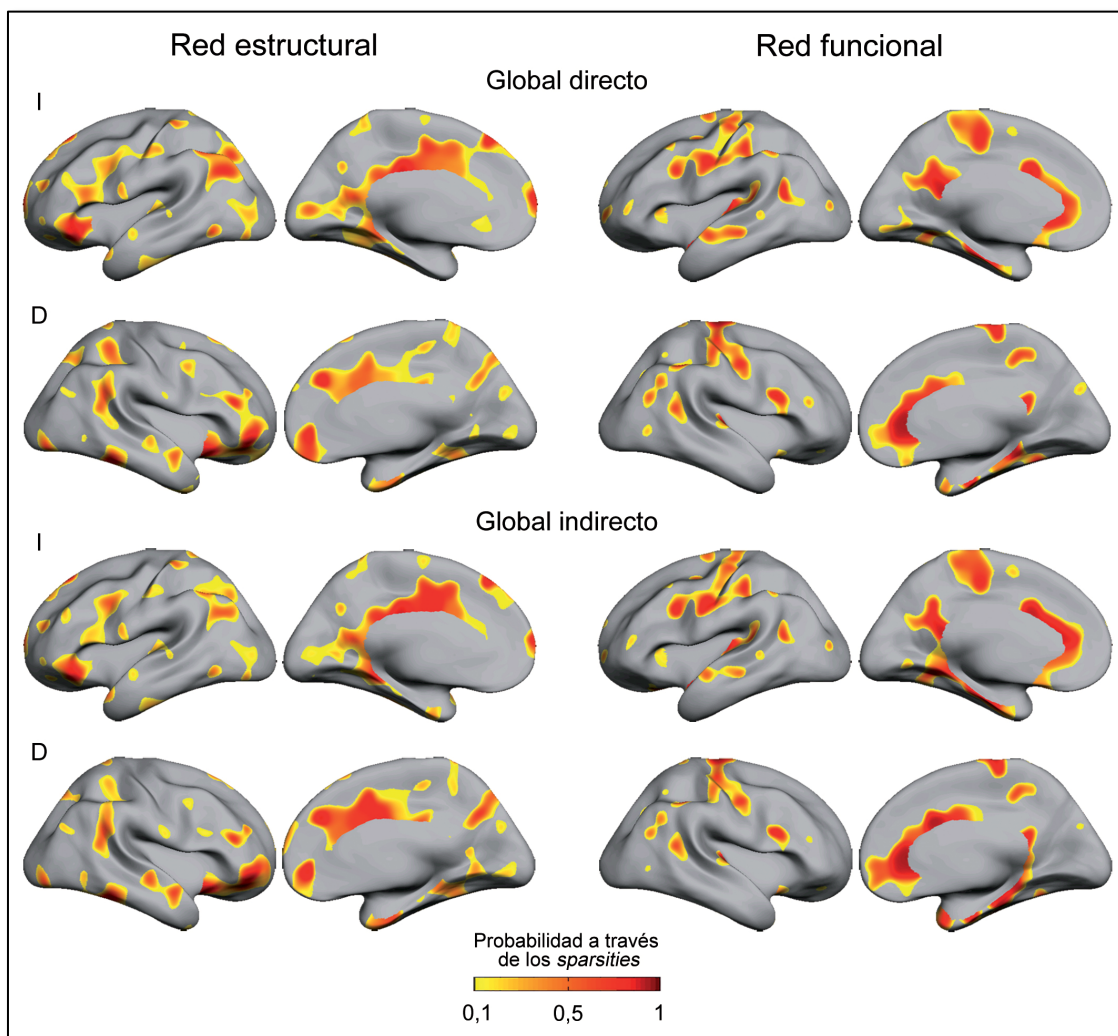 Red estructural
Red funcional
Global directo
I
D
Global indirecto
I
D
Probabilidad a través
de los sparsities
0,1
0,5
1